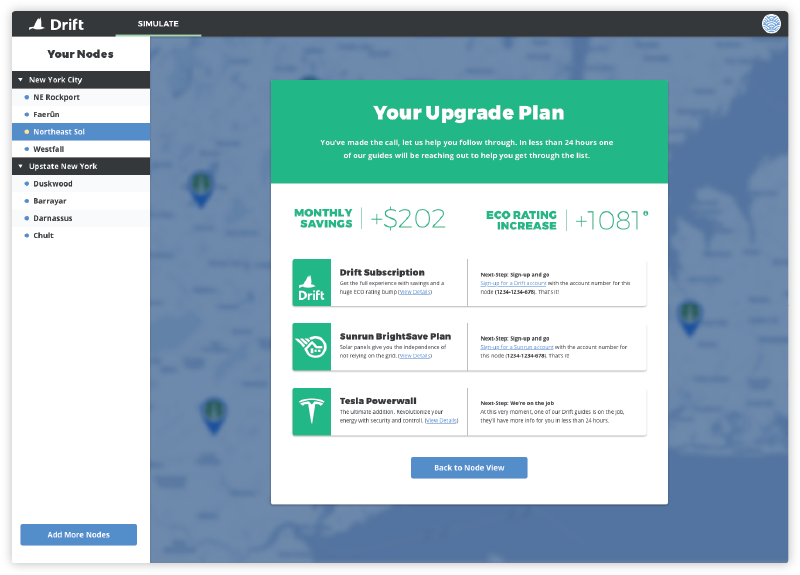 Drift
SIMULATE
Your Nodes
New York City
NE Rockport
Faerûn
Northeast Sol
Westfall
Upstate New York
Duskwood
Barrayar
Darnassus
Chult
Add More Nodes
Your Upgrade Plan
You've made the call, let us help you follow through. In less than 24 hours one
of our guides will be reaching out to help you get through the list.
MONTHLY
SAVINGS
+$202
ECO RATING
INCREASE
+1081
Drift
Drift Subscription
Get the full experience with savings and a
huge ECO rating bump (View Details)
Next-Step: Sign-up and go
Sign-up for a Drift account with the account number for this
node (1234-1234-678). That's it!
Sunrun BrightSave Plan
Solar panels give you the independence of
not relying on the grid. (View Details)
Next-Step: Sign-up and go
Sign-up for a Sunrun account with the account number for
this node (1234-1234-678). That's it!
Tesla Powerwall
The ultimate addition. Revolutionize your
energy with security and controll. (View Details)
Next-Step: We're on the job
At this very moment, one of our Drift guides is on the job,
they'll have more info for you in less than 24 hours.
Back to Node View